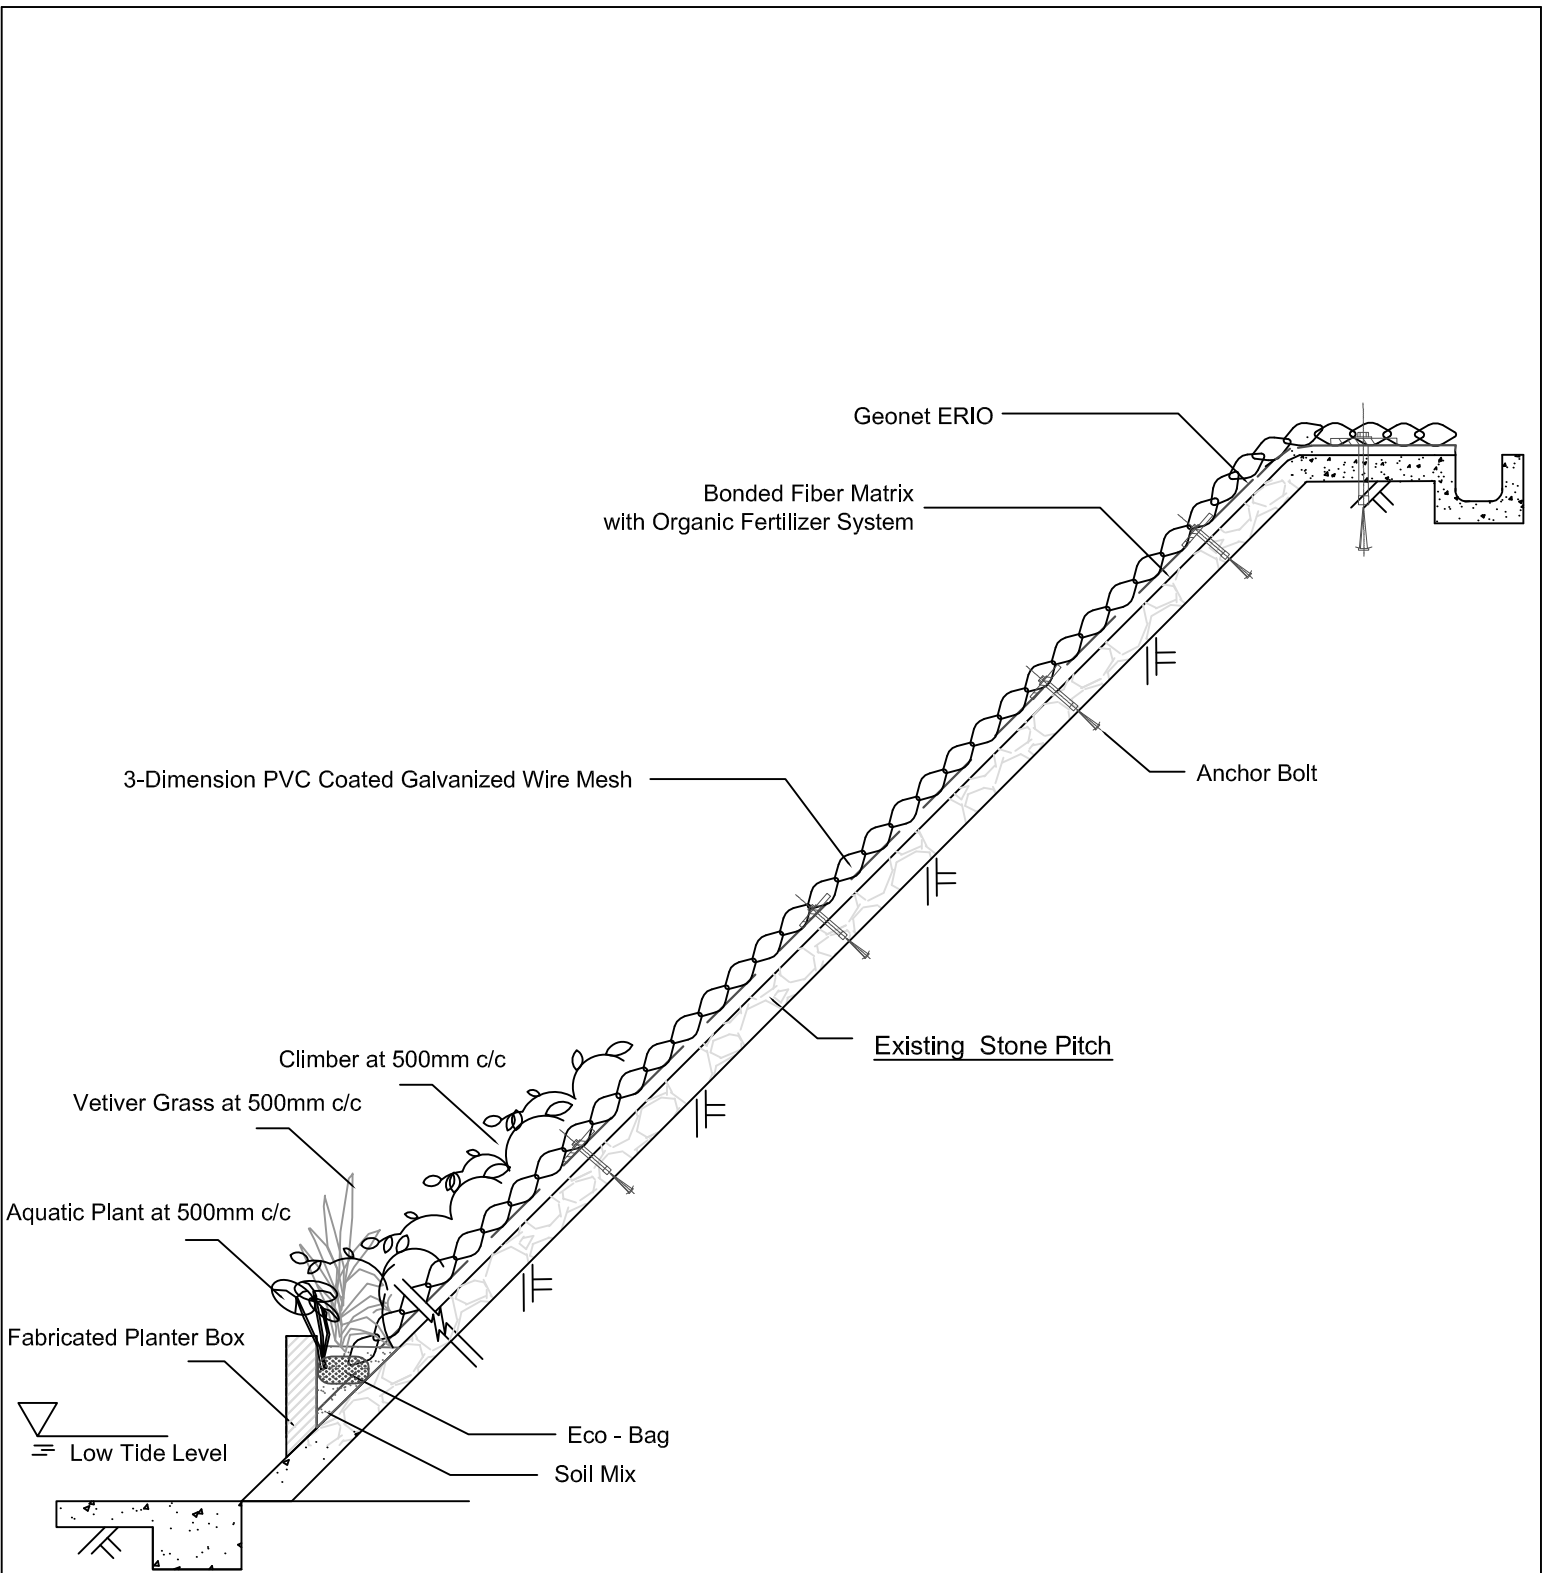 Geonet ERIO
Bonded Fiber Matrix
with Organic Fertilizer System
3-Dimension PVC Coated Galvanized Wire Mesh
Anchor Bolt
Existing Stone Pitch
Climber at 500mm c/c
Vetiver Grass at 500mm c/c
Aquatic Plant at 500mm c/c
Fabricated Planter Box
Low Tide Level
Eco - Bag
Soil Mix